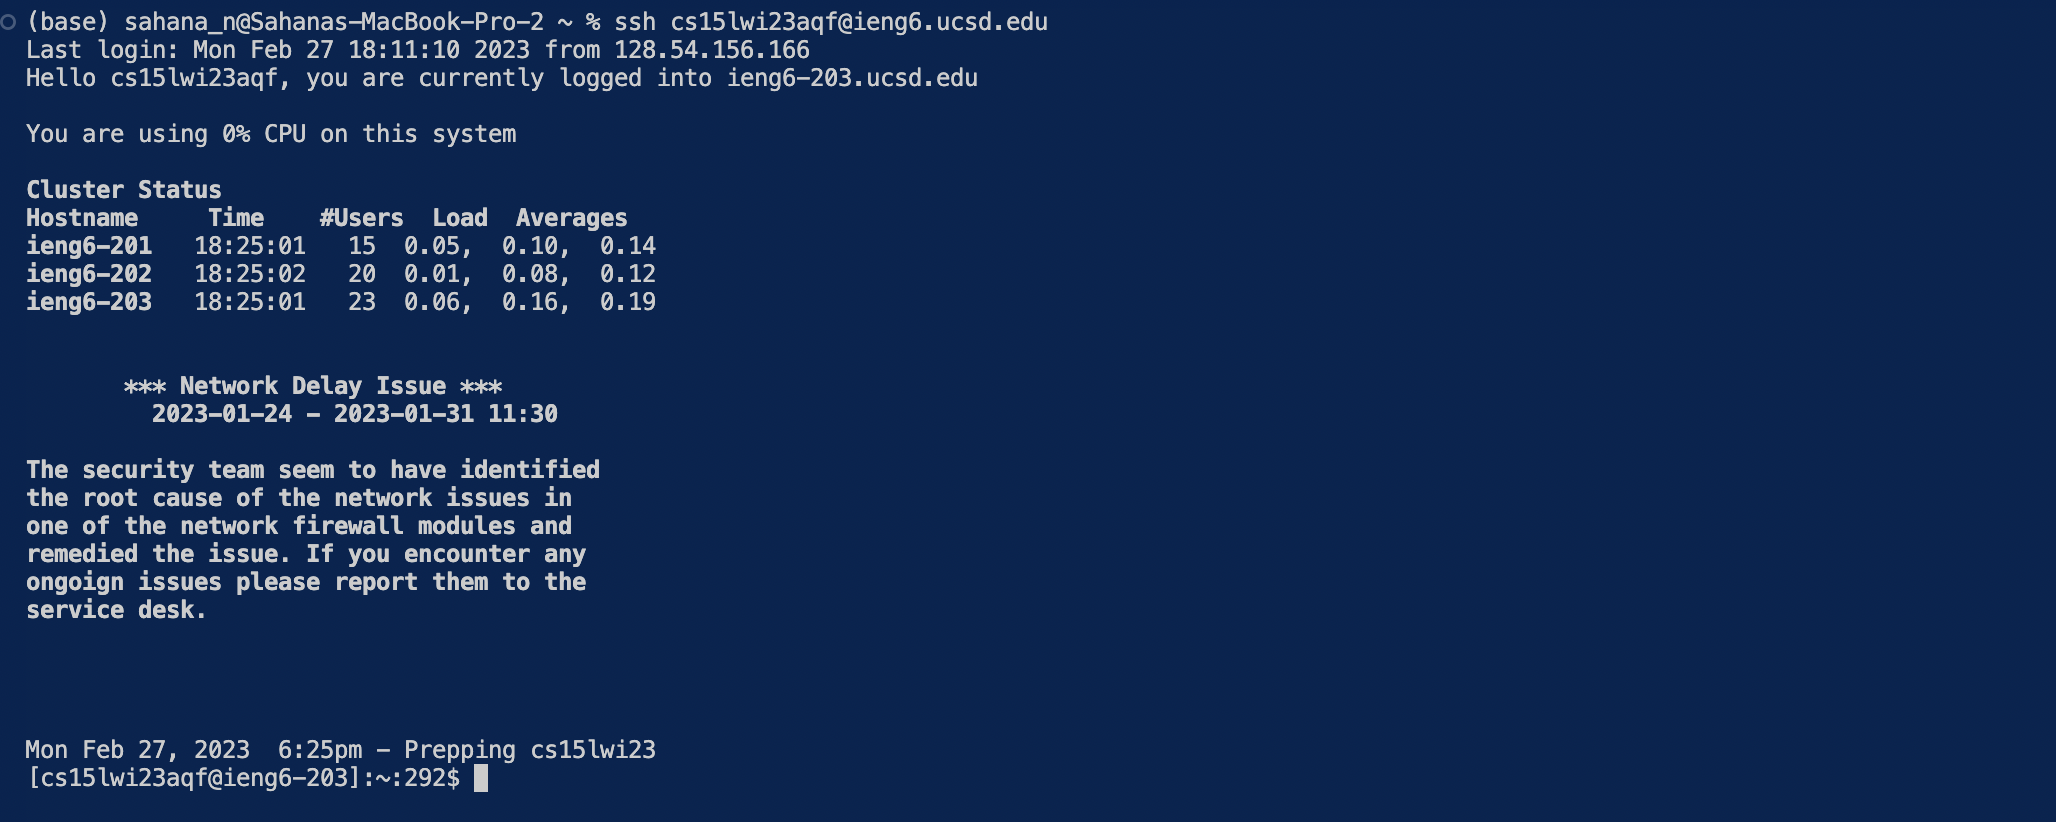 (base) sahana_n@Sahanas-MacBook-Pro-2 ~ % ssh cs15lwi23aqf@ieng6.ucsd.edu
Last login: Mon Feb 27 18:11:10 2023 from 128.54.156.166
Hello cs15lwi23aqf, you are currently logged into ieng6-203.ucsd.edu
You are using 0% CPU on this system
Cluster Status
Hostname     Time    #Users  Load  Averages
ieng6-201   18:25:01   15  0.05,  0.10,  0.14
ieng6-202   18:25:02   20  0.01,  0.08,  0.12
ieng6-203   18:25:01   23  0.06,  0.16,  0.19
*** Network Delay Issue ***
2023-01-24 - 2023-01-31 11:30
The security team seem to have identified
the root cause of the network issues in
one of the network firewall modules and
remedied the issue. If you encounter any
ongoign issues please report them to the
service desk.
Mon Feb 27, 2023  6:25pm - Prepping cs15lwi23
[cs15lwi23aqf@ieng6-203]:~:292$